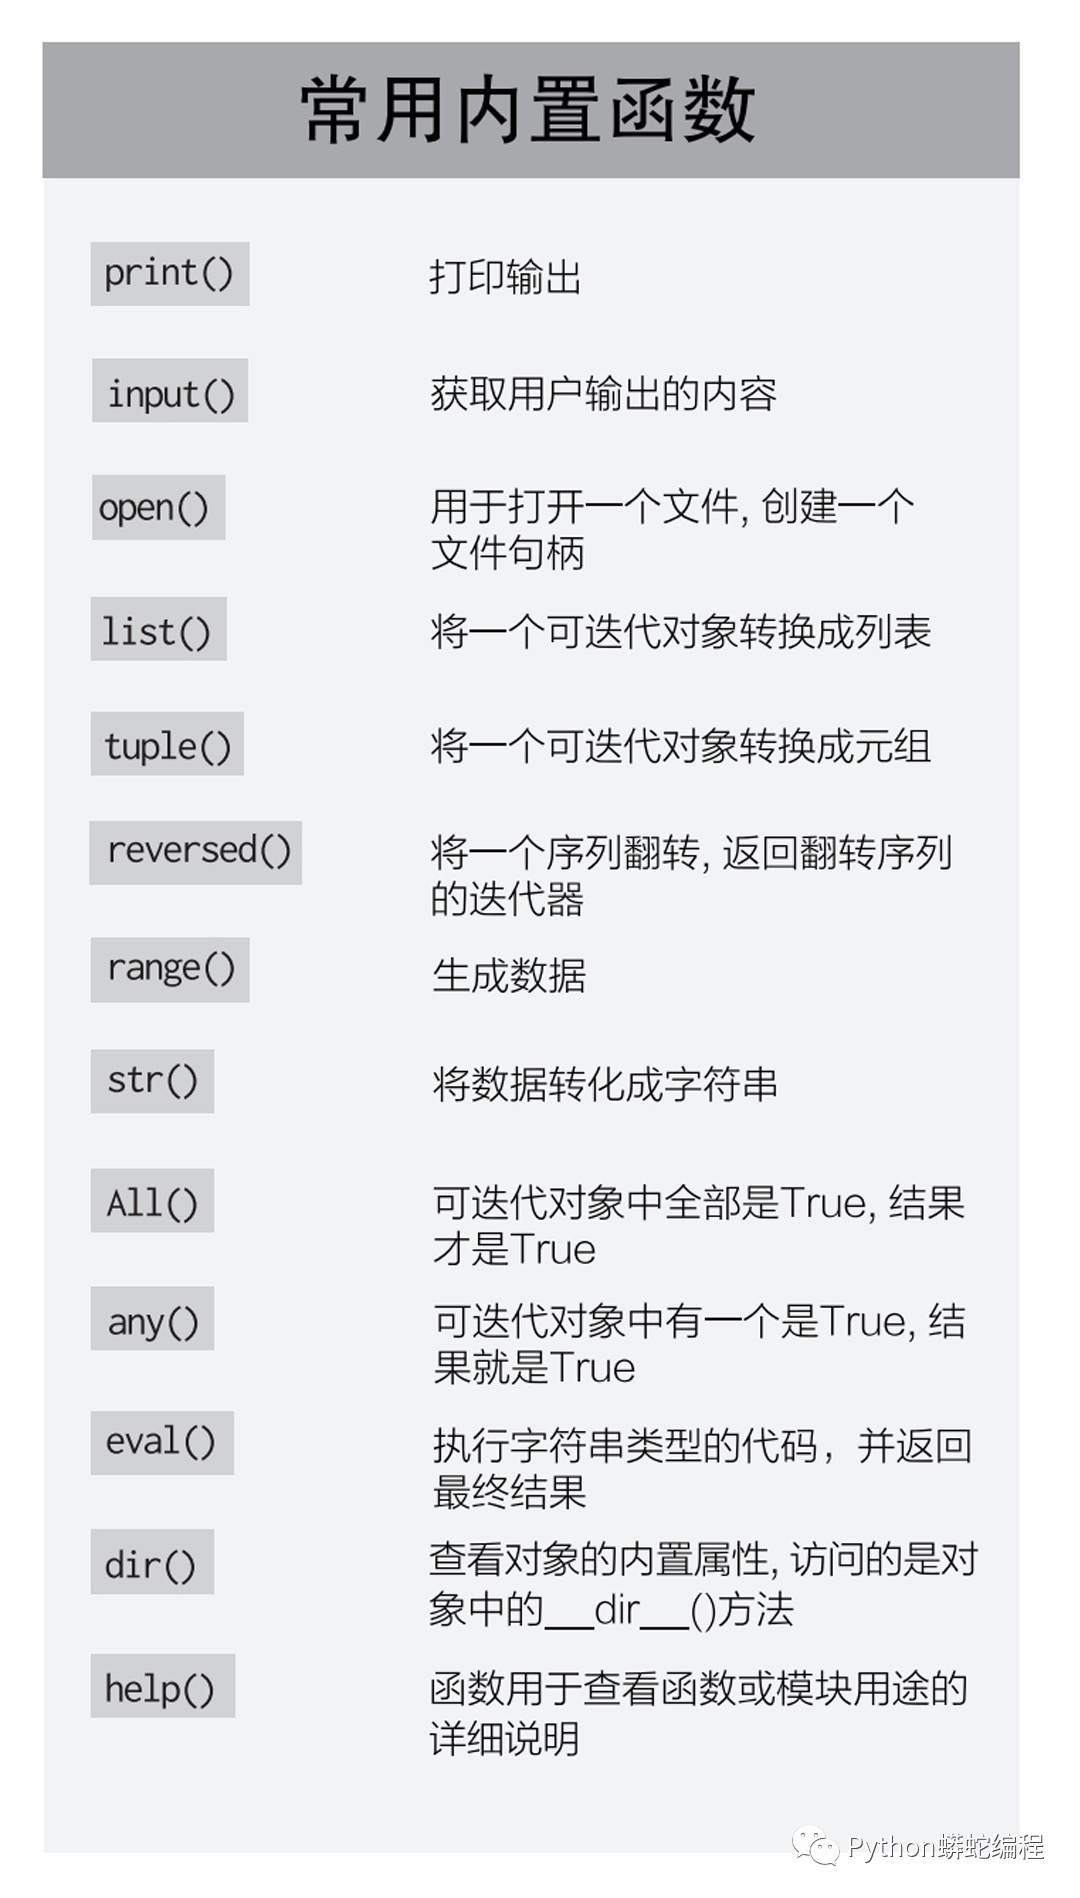 常用内置函数
print() 打印输出
input() 获取用户输出的内容
open() 用于打开一个文件, 创建一个
文件句柄
list() 将一个可迭代对象转换成列表
tuple() 将一个可迭代对象转换成元组
reversed() 将一个序列翻转, 返回翻转序列
的迭代器
range() 生成数据
str() 将数据转化成字符串
All() 可迭代对象中全部是True, 结果
才是True
any() 可迭代对象中有一个是True, 结
果就是True
eval() 执行字符串类型的代码，并返回
最终结果
dir() 查看对象的内置属性, 访问的是对
象中的__dir__()方法
help() 函数用于查看函数或模块用途的
详细说明
Python蟒蛇编程